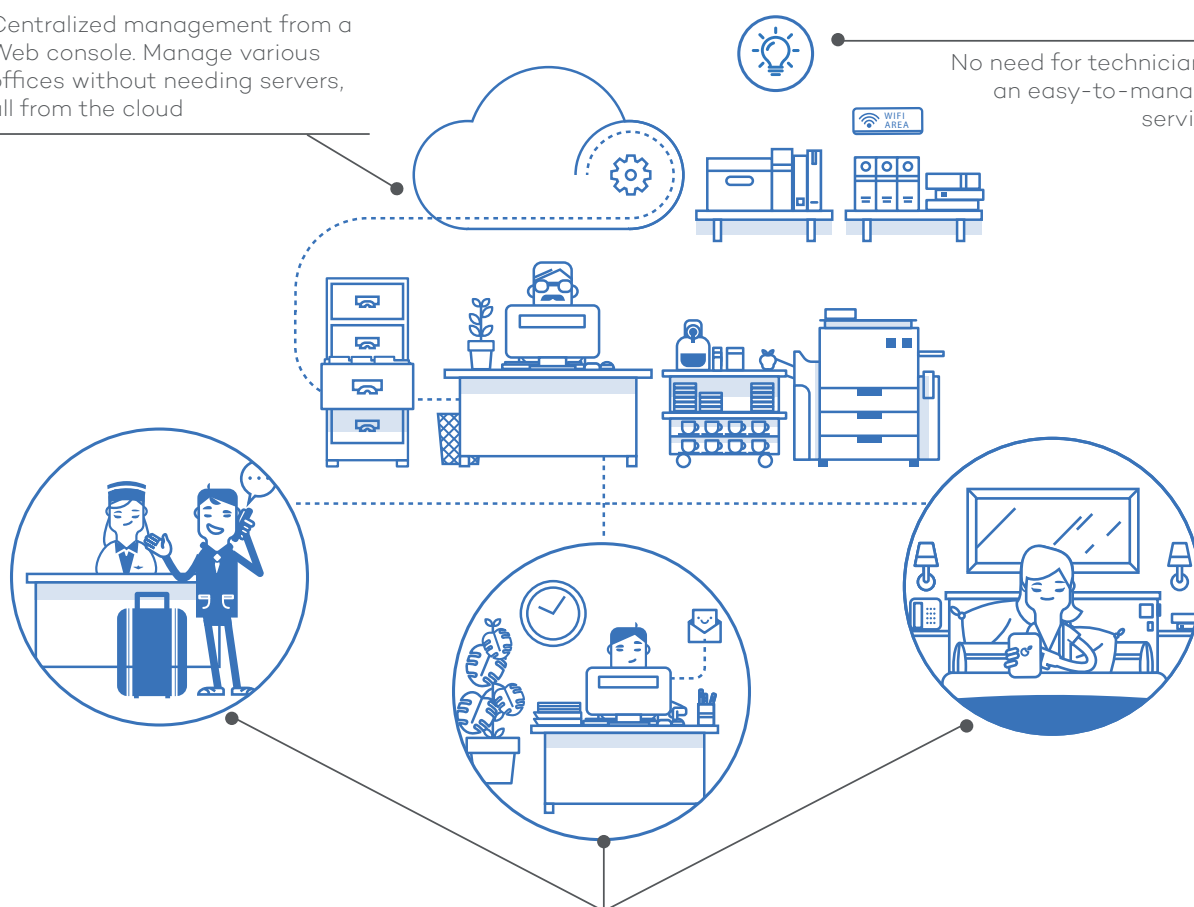 Centralized management from a
Web console. Manage various
offices without needing servers,
all from the cloud
No need for technician
an easy-to-mana
servi
WIFI
AREA